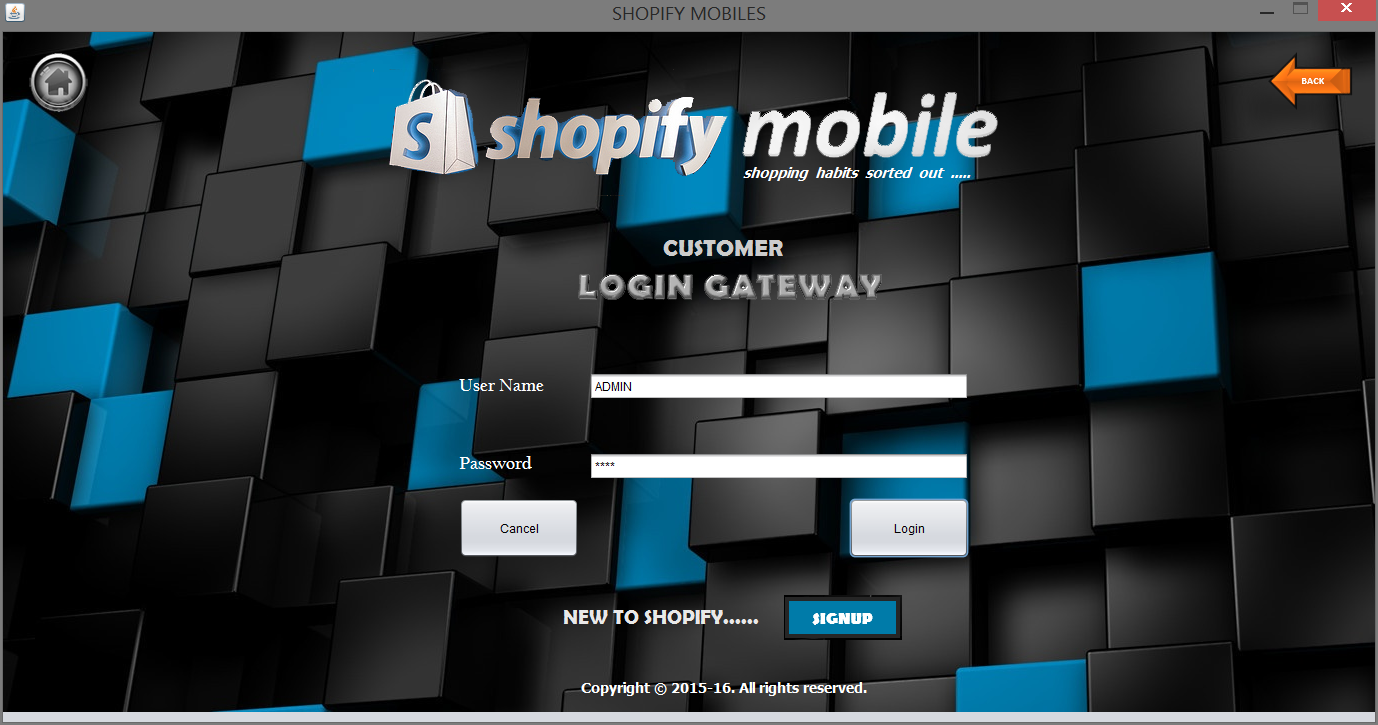 SHOPIFY MOBILES
BACK
S shopify mobile
shopping habits sorted out .....
CUSTOMER
LOGIN GATEWAY
User Name ADMIN
Password ****
Cancel Login
NEW TO SHOPIFY...... SIGNUP
Copyright © 2015-16. All rights reserved.